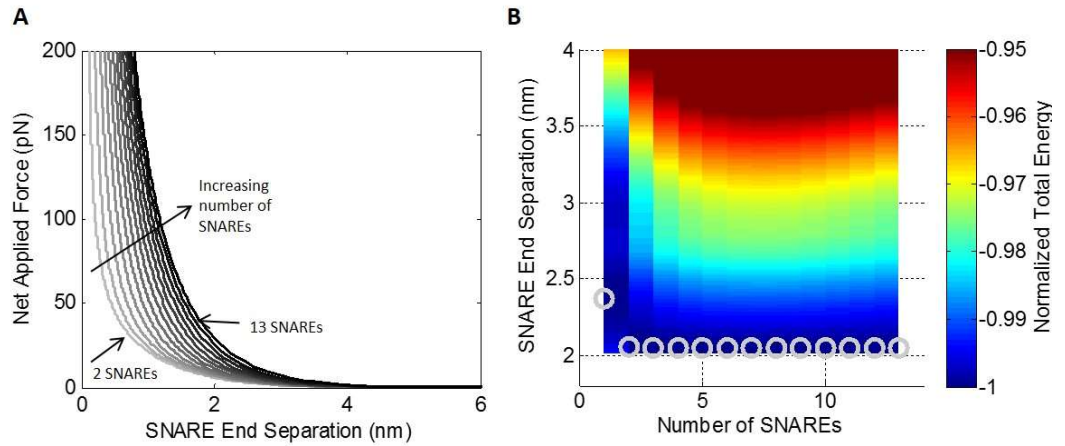 A
200
150
100
50
0
Net Applied Force (pN)
Increasing
number of
SNAREs
13 SNAREs
2 SNAREs
0
2
4
6
SNARE End Separation (nm)
B
4
3.5
3
2.5
2
SNARE End Separation (nm)
5
10
Number of SNAREs
-0.95
-0.96
-0.97
-0.98
-0.99
-1
Normalized Total Energy